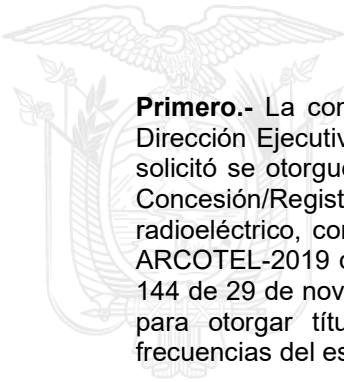 Primero.- La con
Dirección Ejecutiv
solicitó se otorgue
Concesión/Regist
radioeléctrico, con
ARCOTEL-2019 d
144 de 29 de nov
para otorgar títu
frecuencias del es